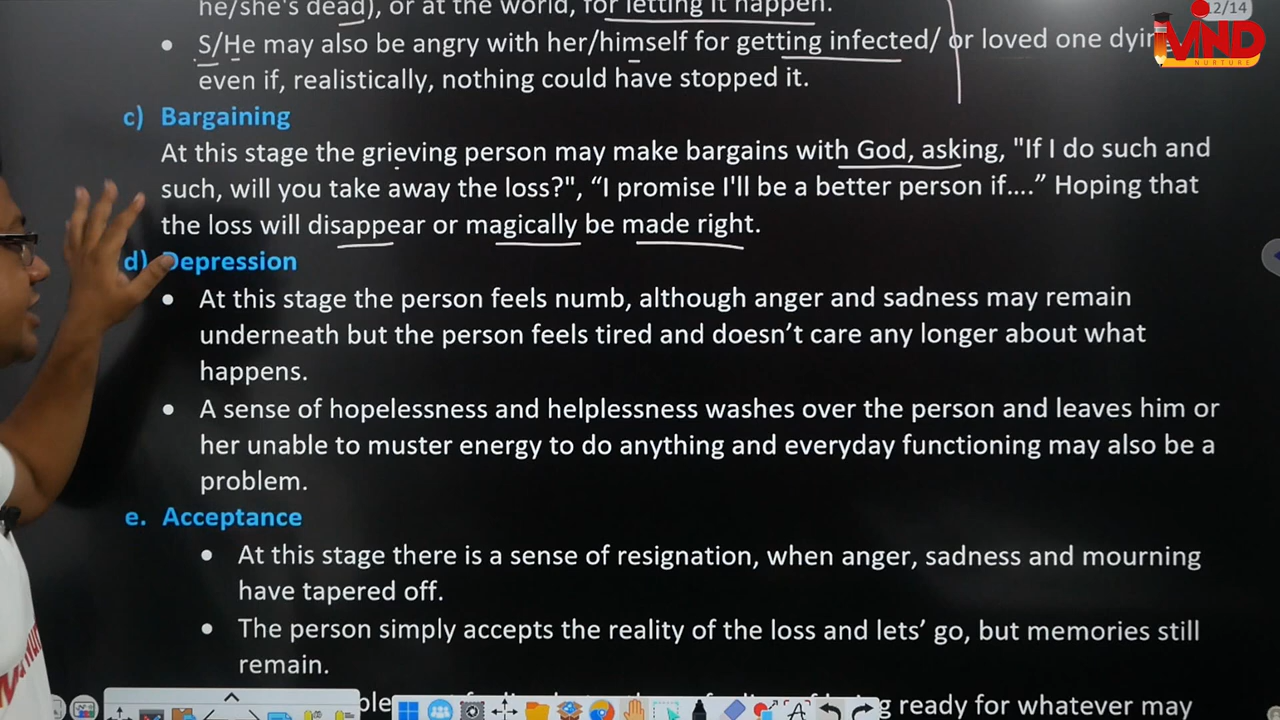 he/she's dead), or at the world, for letting it happen.
12/14
• S/He may also be angry with her/himself for getting infected/ or loved one dying
even if, realistically, nothing could have stopped it.
MIND
NURTURE
c) Bargaining
At this stage the grieving person may make bargains with God, asking, "If I do such and
such, will you take away the loss?", “I promise I'll be a better person if....” Hoping that
the loss will disappear or magically be made right.
d) Depression
• At this stage the person feels numb, although anger and sadness may remain
underneath but the person feels tired and doesn’t care any longer about what
happens.
• A sense of hopelessness and helplessness washes over the person and leaves him or
her unable to muster energy to do anything and everyday functioning may also be a
problem.
e. Acceptance
• At this stage there is a sense of resignation, when anger, sadness and mourning
have tapered off.
• The person simply accepts the reality of the loss and lets’ go, but memories still
remain.
ready for whatever may